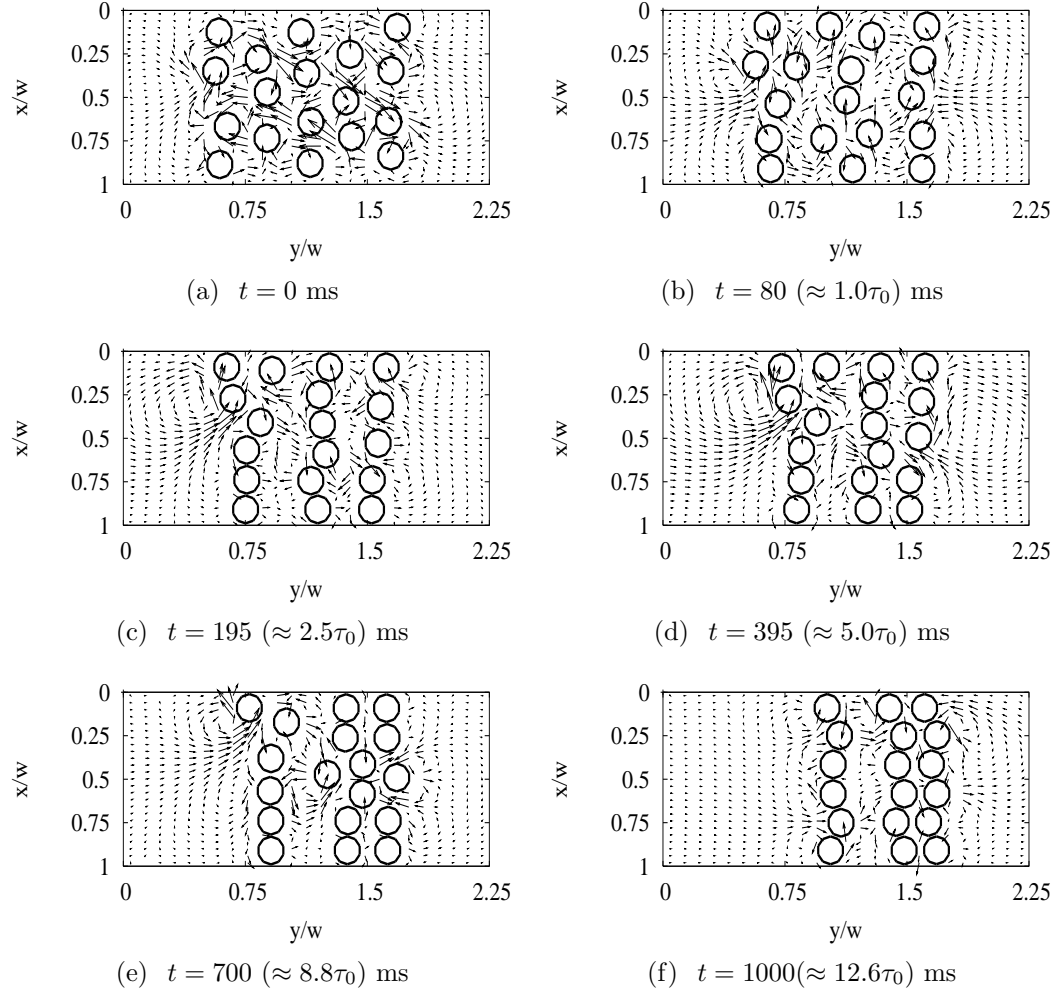 0
0.25
0.5
0.75
1
x/w
0 0.75 1.5 2.25
y/w
(a) t = 0 ms
0
0.25
0.5
0.75
1
x/w
0 0.75 1.5 2.25
y/w
(b) t = 80 (≈ 1.0τ₀) ms
0
0.25
0.5
0.75
1
x/w
0 0.75 1.5 2.25
y/w
(c) t = 195 (≈ 2.5τ₀) ms
0
0.25
0.5
0.75
1
x/w
0 0.75 1.5 2.25
y/w
(d) t = 395 (≈ 5.0τ₀) ms
0
0.25
0.5
0.75
1
x/w
0 0.75 1.5 2.25
y/w
(e) t = 700 (≈ 8.8τ₀) ms
0
0.25
0.5
0.75
1
x/w
0 0.75 1.5 2.25
y/w
(f) t = 1000(≈ 12.6τ₀) ms